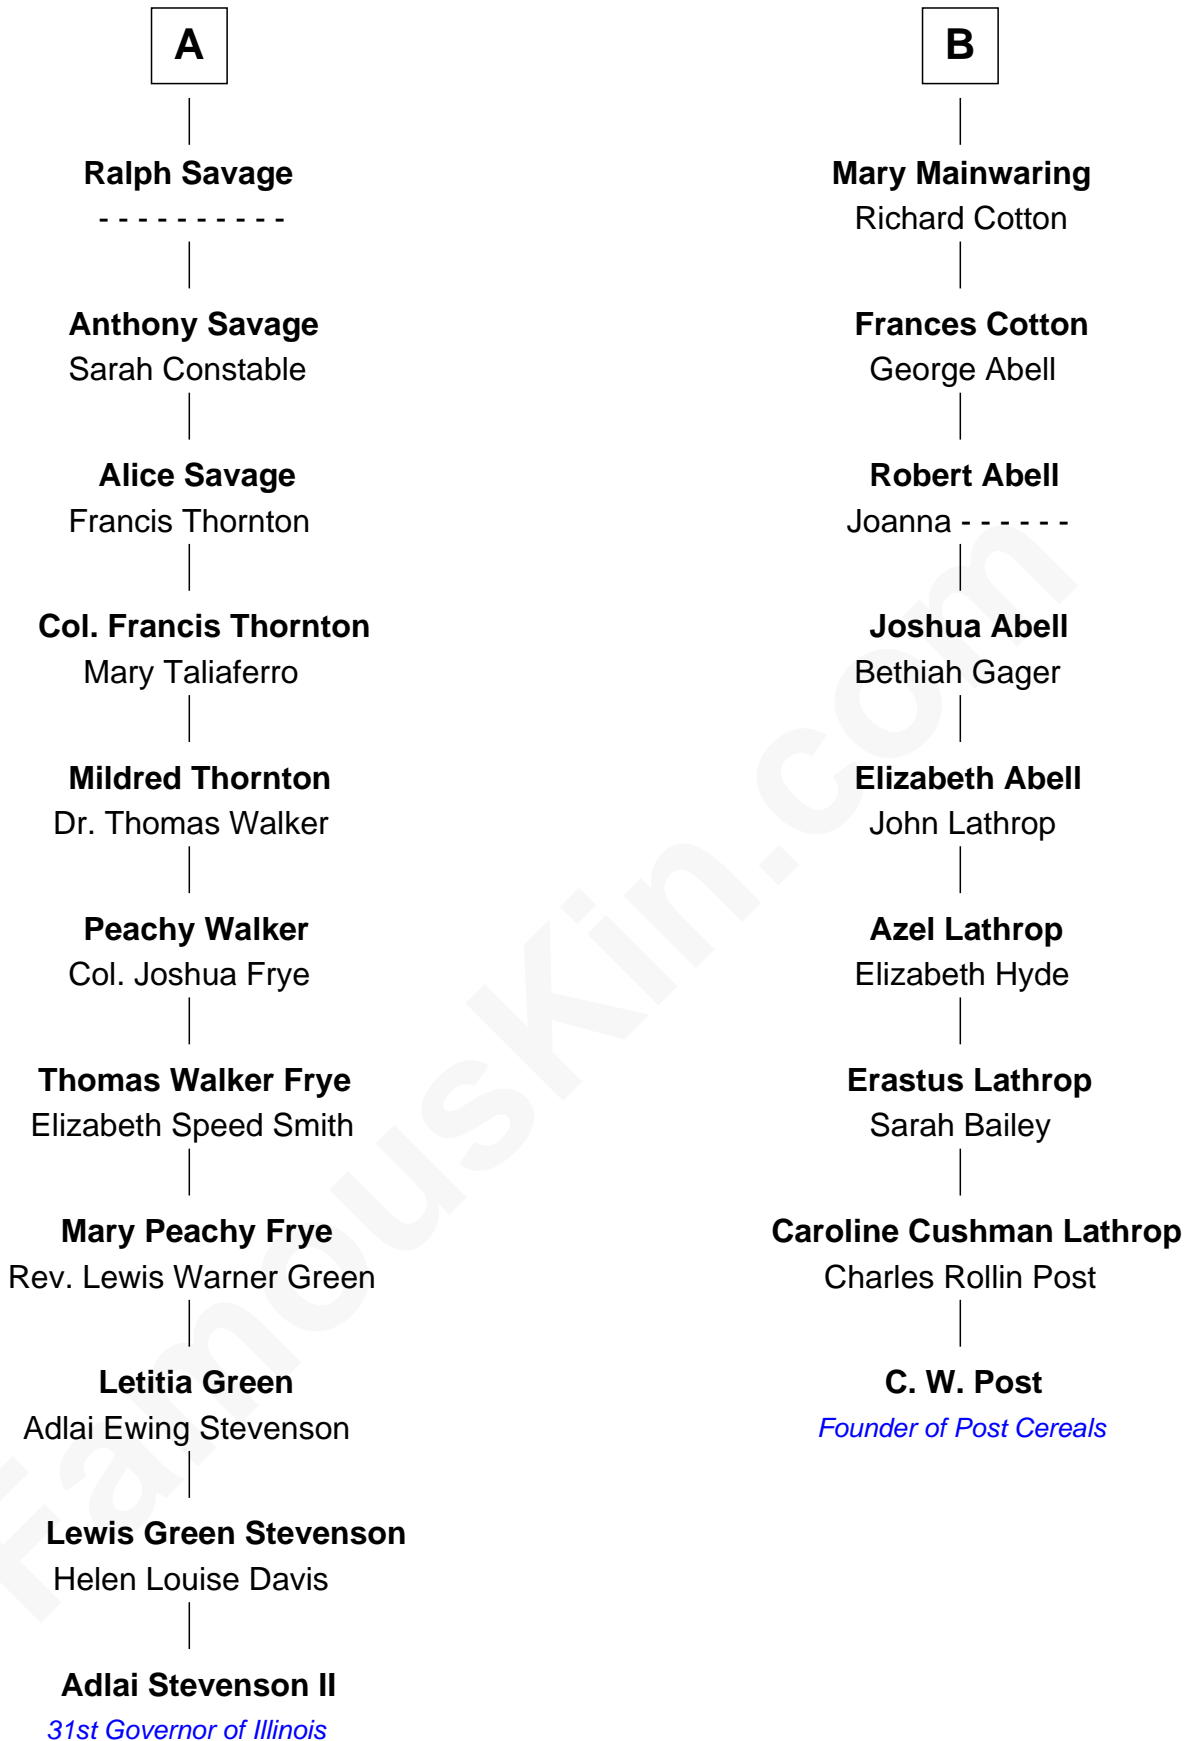 A
Ralph Savage
- - - - - - - - - -
Anthony Savage
Sarah Constable
Alice Savage
Francis Thornton
Col. Francis Thornton
Mary Taliaferro
Mildred Thornton
Dr. Thomas Walker
Peachy Walker
Col. Joshua Frye
Thomas Walker Frye
Elizabeth Speed Smith
Mary Peachy Frye
Rev. Lewis Warner Green
Letitia Green
Adlai Ewing Stevenson
Lewis Green Stevenson
Helen Louise Davis
Adlai Stevenson II
31st Governor of Illinois
B
Mary Mainwaring
Richard Cotton
Frances Cotton
George Abell
Robert Abell
Joanna - - - - - -
Joshua Abell
Bethiah Gager
Elizabeth Abell
John Lathrop
Azel Lathrop
Elizabeth Hyde
Erastus Lathrop
Sarah Bailey
Caroline Cushman Lathrop
Charles Rollin Post
C. W. Post
Founder of Post Cereals
FamousKin.com